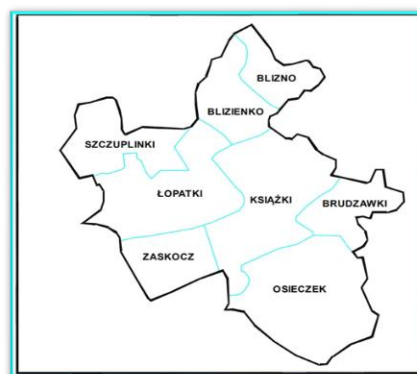 BLIZNO
BLIZIENKO
SZCZUPLINKI
ŁOPATKI
KSIĄŻKI
BRUDZAWKI
ZASKOCZ
OSIECZEK